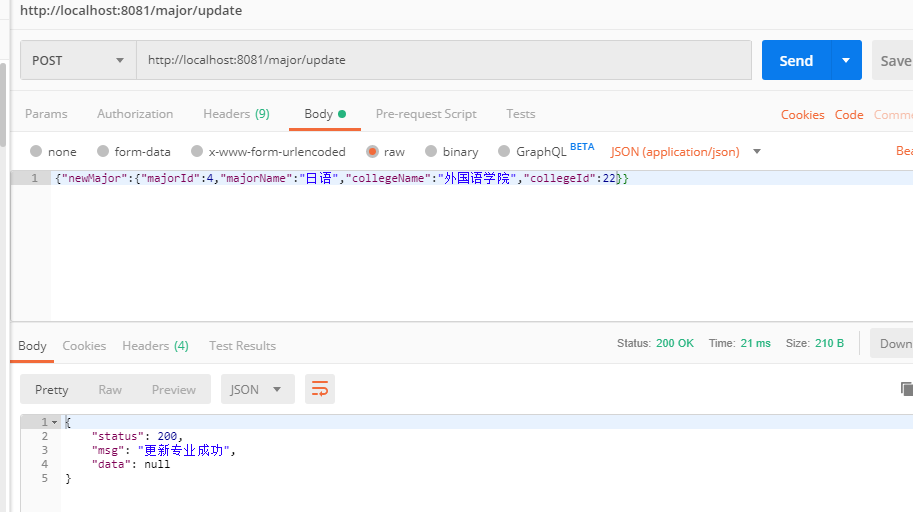 http://localhost:8081/major/update
POST http://localhost:8081/major/update Send Save
Params Authorization Headers (9) Body Pre-request Script Tests Cookies Code Comme
none form-data x-www-form-urlencoded raw binary GraphQL BETA JSON (application/json) Bea
1 {"newMajor":{"majorId":4,"majorName":"日语","collegeName":"外国语学院","collegeId":22}}
Body Cookies Headers (4) Test Results Status: 200 OK Time: 21 ms Size: 210 B Down
Pretty Raw Preview JSON
1 {
2 "status": 200,
3 "msg": "更新专业成功",
4 "data": null
5 }